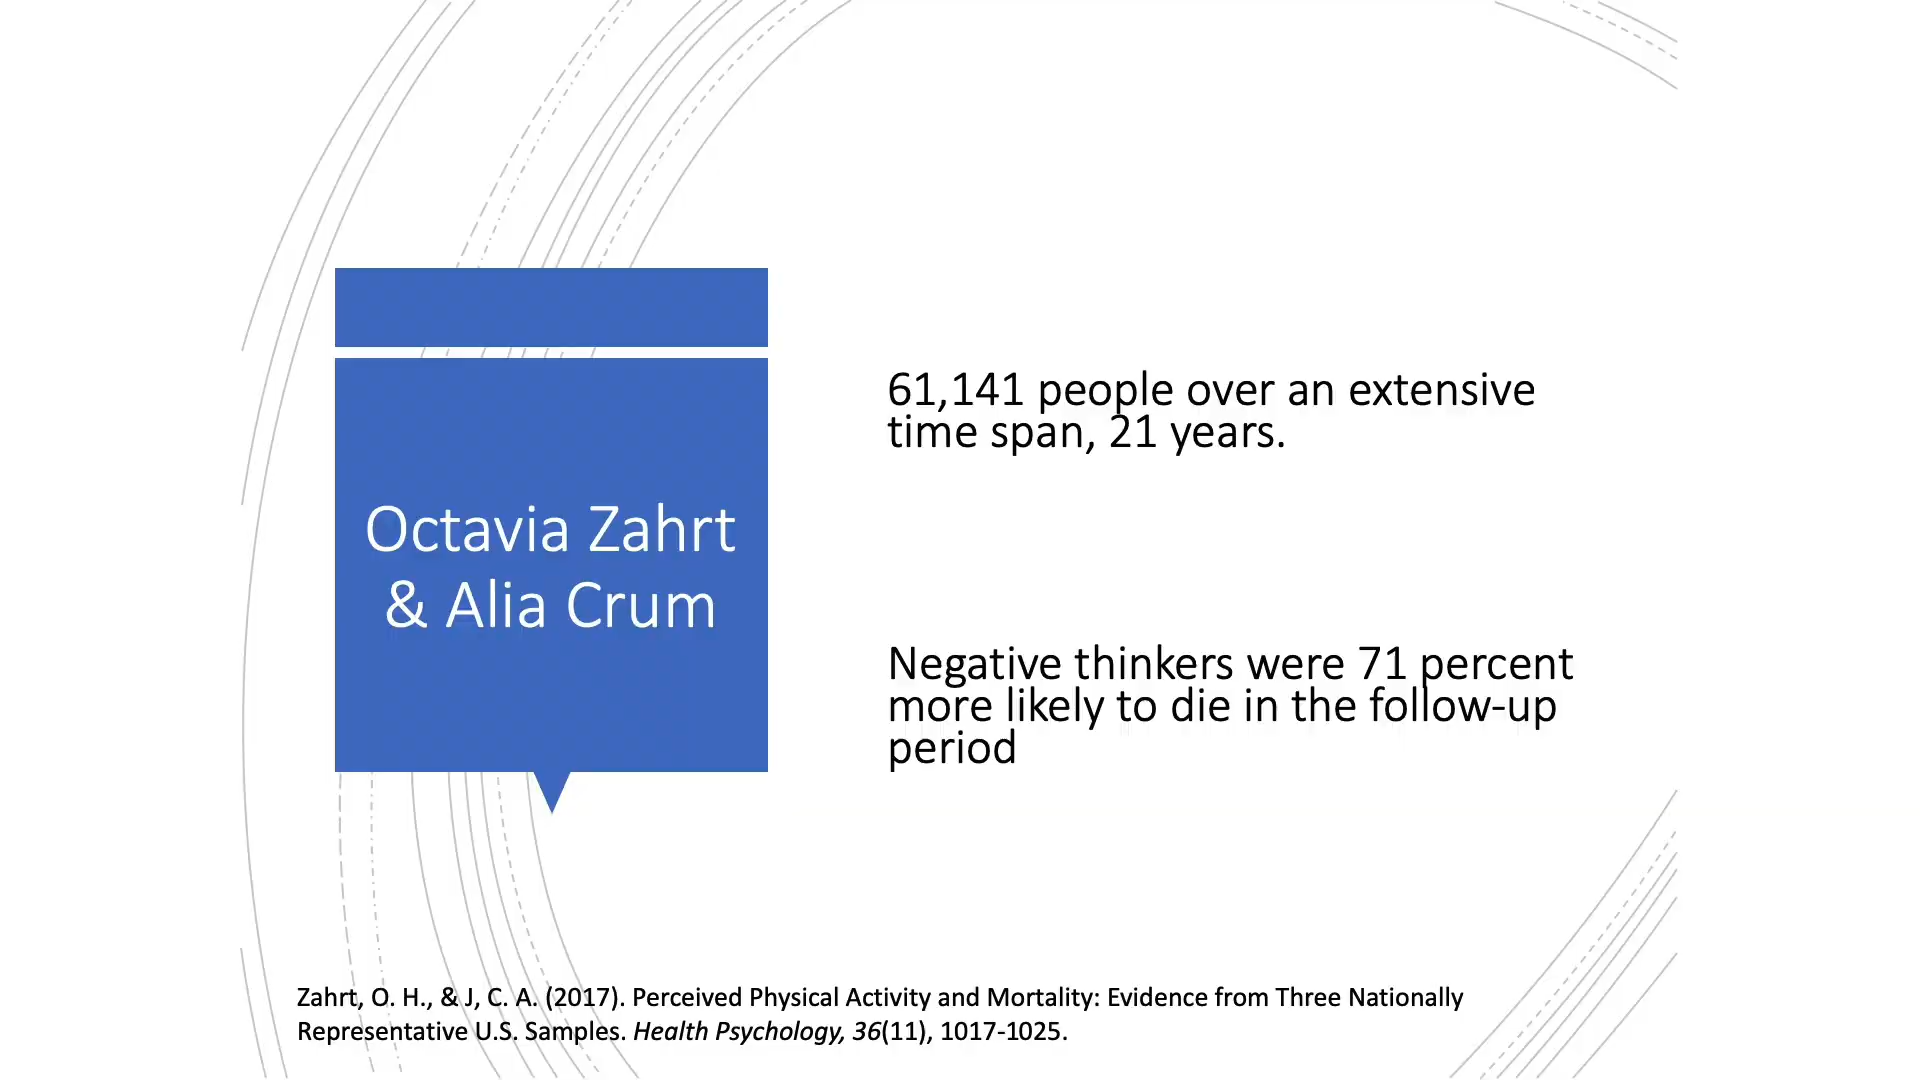 Octavia Zahrt
& Alia Crum
61,141 people over an extensive
time span, 21 years.
Negative thinkers were 71 percent
more likely to die in the follow-up
period
Zahrt, O. H., & J, C. A. (2017). Perceived Physical Activity and Mortality: Evidence from Three Nationally
Representative U.S. Samples. Health Psychology, 36(11), 1017-1025.